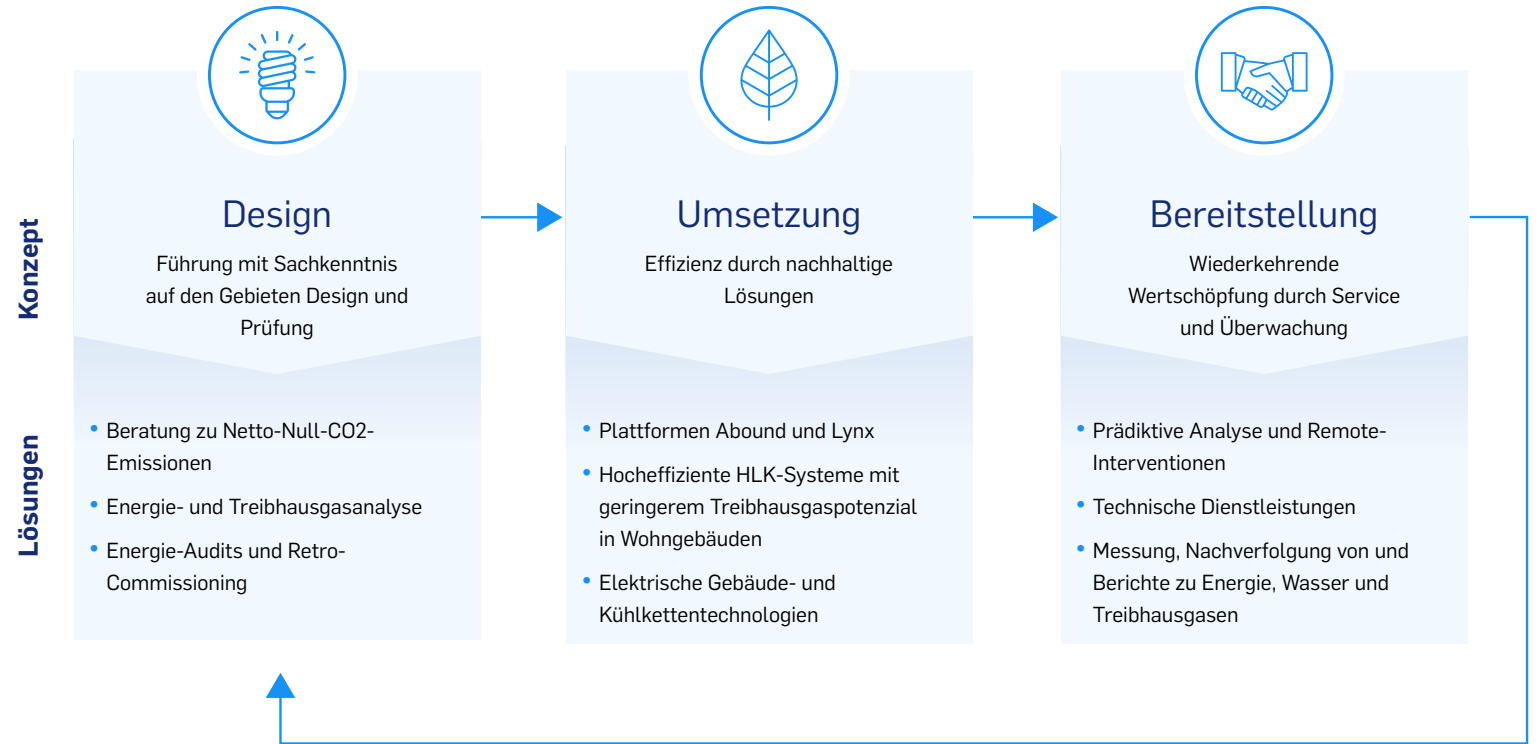 Konzept
Design
Führung mit Sachkenntnis
auf den Gebieten Design und
Prüfung
Umsetzung
Effizienz durch nachhaltige
Lösungen
Bereitstellung
Wiederkehrende
Wertschöpfung durch Service
und Überwachung
Lösungen
• Beratung zu Netto-Null-CO2-
Emissionen
• Energie- und Treibhausgasanalyse
• Energie-Audits und Retro-
Commissioning
• Plattformen Abound und Lynx
• Hocheffiziente HLK-Systeme mit
geringerem Treibhausgaspotenzial
in Wohngebäuden
• Elektrische Gebäude- und
Kühlkettentechnologien
• Prädiktive Analyse und Remote-
Interventionen
• Technische Dienstleistungen
• Messung, Nachverfolgung von und
Berichte zu Energie, Wasser und
Treibhausgasen